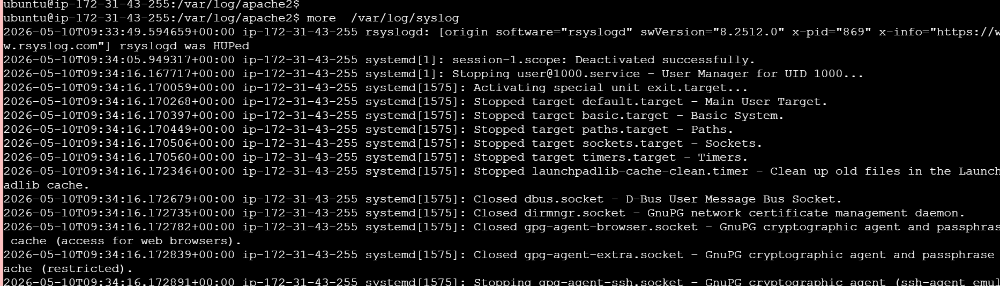 ubuntu@ip-172-31-43-255:/var/log/apache2$
ubuntu@ip-172-31-43-255:/var/log/apache2$ more  /var/log/syslog
2026-05-10T09:33:49.594659+00:00 ip-172-31-43-255 rsyslogd: [origin software="rsyslogd" swVersion="8.2512.0" x-pid="869" x-info="https://w
w.rsyslog.com"] rsyslogd was HUPed
2026-05-10T09:34:05.949317+00:00 ip-172-31-43-255 systemd[1]: session-1.scope: Deactivated successfully.
2026-05-10T09:34:16.167717+00:00 ip-172-31-43-255 systemd[1]: Stopping user@1000.service - User Manager for UID 1000...
2026-05-10T09:34:16.170059+00:00 ip-172-31-43-255 systemd[1575]: Activating special unit exit.target...
2026-05-10T09:34:16.170268+00:00 ip-172-31-43-255 systemd[1575]: Stopped target default.target - Main User Target.
2026-05-10T09:34:16.170397+00:00 ip-172-31-43-255 systemd[1575]: Stopped target basic.target - Basic System.
2026-05-10T09:34:16.170449+00:00 ip-172-31-43-255 systemd[1575]: Stopped target paths.target - Paths.
2026-05-10T09:34:16.170506+00:00 ip-172-31-43-255 systemd[1575]: Stopped target sockets.target - Sockets.
2026-05-10T09:34:16.170560+00:00 ip-172-31-43-255 systemd[1575]: Stopped target timers.target - Timers.
2026-05-10T09:34:16.172346+00:00 ip-172-31-43-255 systemd[1575]: Stopped launchpadlib-cache-clean.timer - Clean up old files in the Launch
adlib cache.
2026-05-10T09:34:16.172679+00:00 ip-172-31-43-255 systemd[1575]: Closed dbus.socket - D-Bus User Message Bus Socket.
2026-05-10T09:34:16.172735+00:00 ip-172-31-43-255 systemd[1575]: Closed dirmngr.socket - GnuPG network certificate management daemon.
2026-05-10T09:34:16.172782+00:00 ip-172-31-43-255 systemd[1575]: Closed gpg-agent-browser.socket - GnuPG cryptographic agent and passphras
 cache (access for web browsers).
2026-05-10T09:34:16.172839+00:00 ip-172-31-43-255 systemd[1575]: Closed gpg-agent-extra.socket - GnuPG cryptographic agent and passphrase
ache (restricted).
2026-05-10T09:34:16.172891+00:00 ip-172-31-43-255 systemd[1575]: Stopping gpg-agent-ssh.socket - GnuPG cryptographic agent (ssh-agent emul